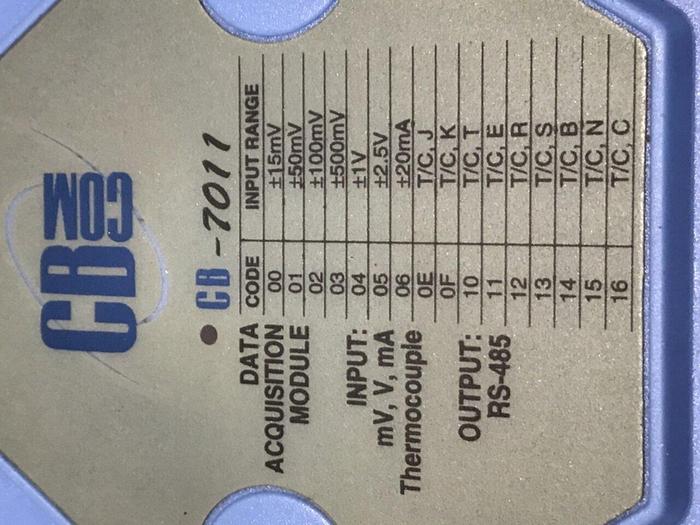 CB
COM
CB-7011
DATA
ACQUISITION
MODULE
INPUT:
mV, V, mA
Thermocouple
OUTPUT:
RS-485
CODE INPUT RANGE
00 ±15mV
01 ±50mV
02 ±100mV
03 ±500mV
04 ±1V
05 ±2.5V
06 ±20mA
0E T/C, J
0F T/C, K
10 T/C, T
11 T/C, E
12 T/C, R
13 T/C, S
14 T/C, B
15 T/C, N
16 T/C, C